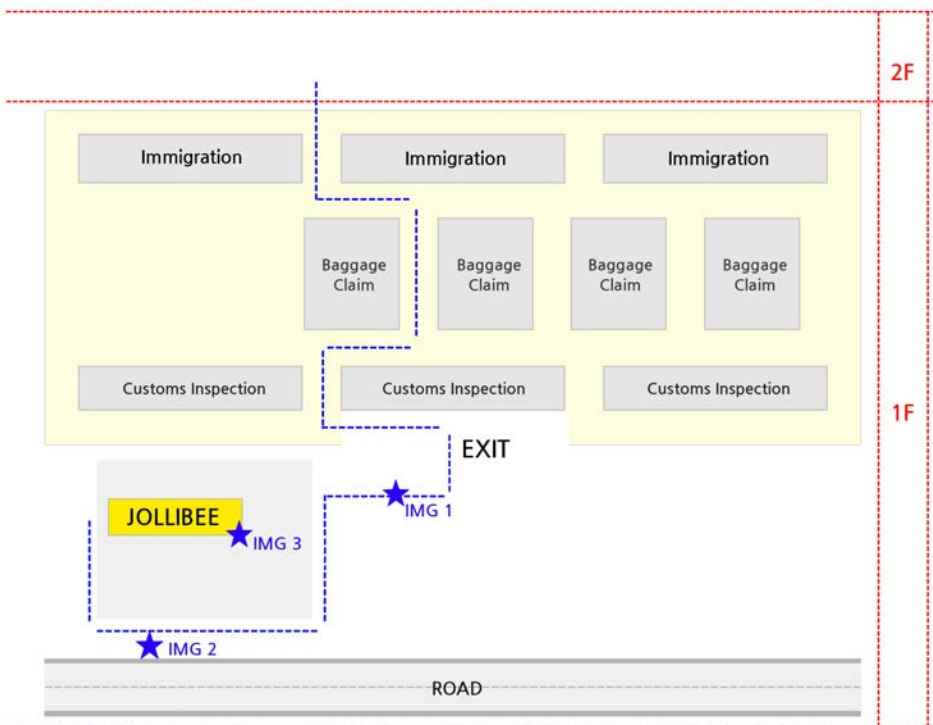 2F
Immigration
Immigration
Immigration
Baggage
Claim
Baggage
Claim
Baggage
Claim
Baggage
Claim
Customs Inspection
Customs Inspection
Customs Inspection
1F
EXIT
IMG 1
JOLLIBEE
IMG 3
IMG 2
ROAD